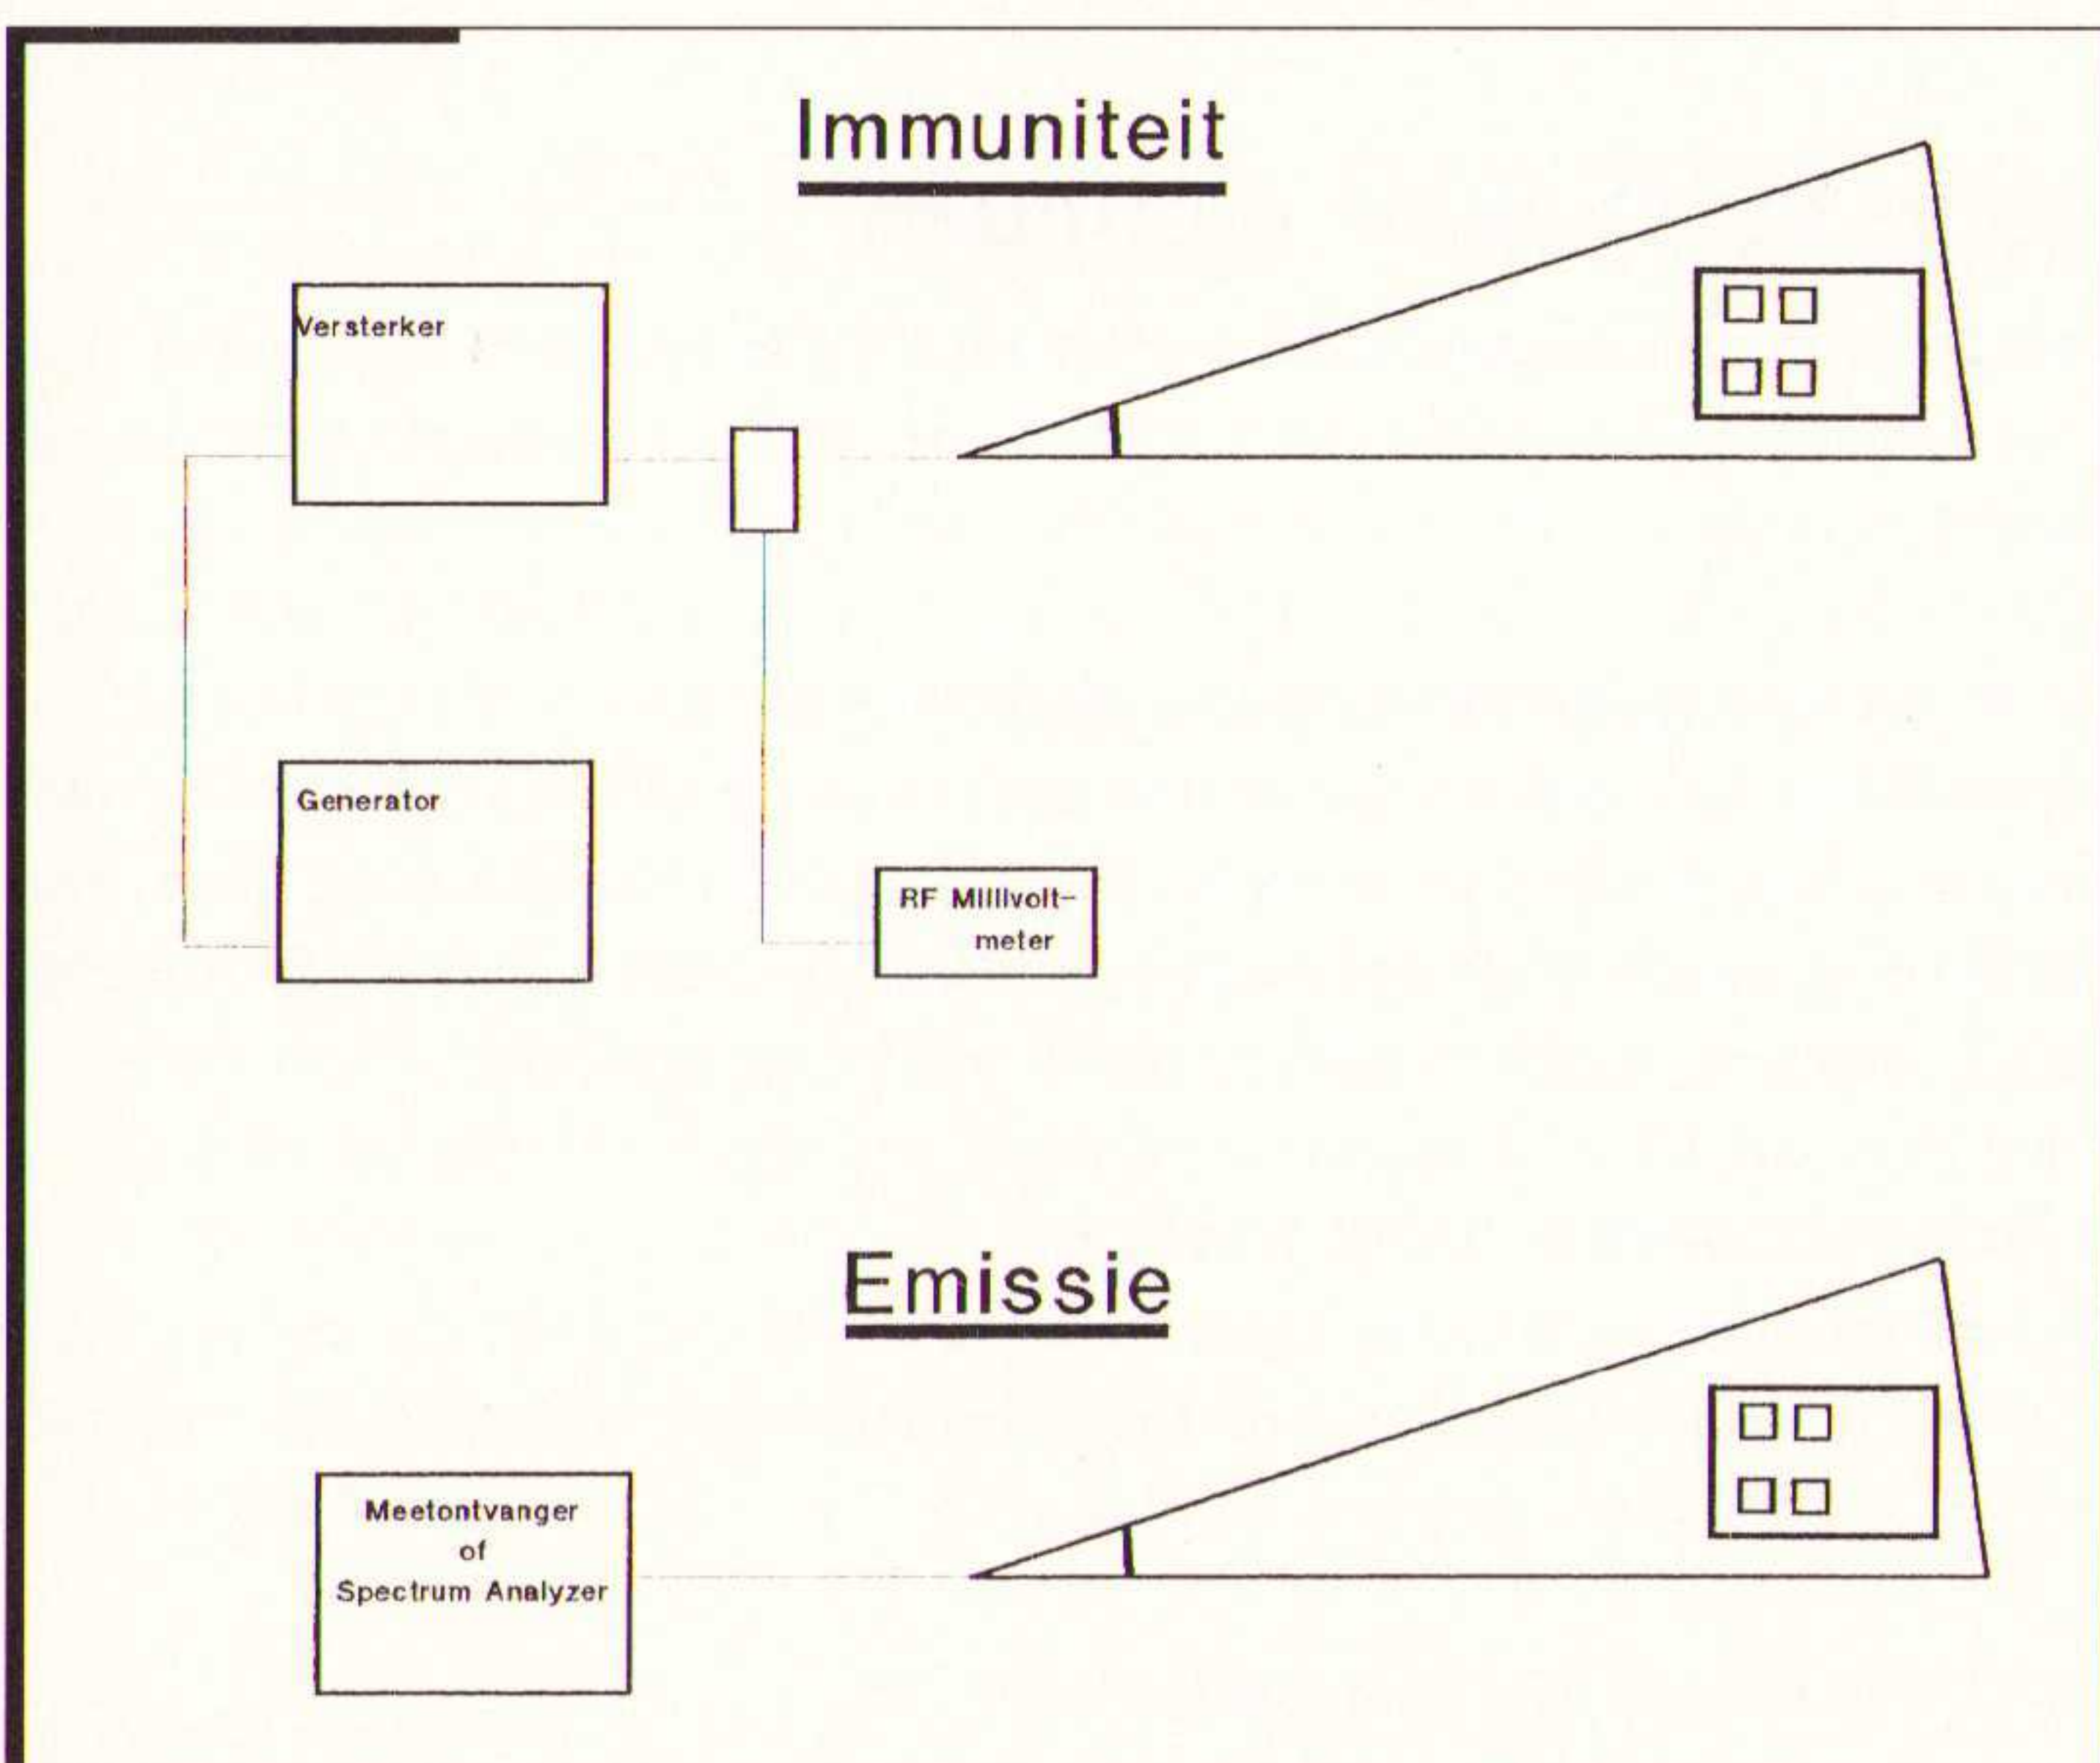 Immuniteit
Versterker
Generator
RF Millivolt-
meter
Emissie
Meetontvanger
of
Spectrum Analyzer